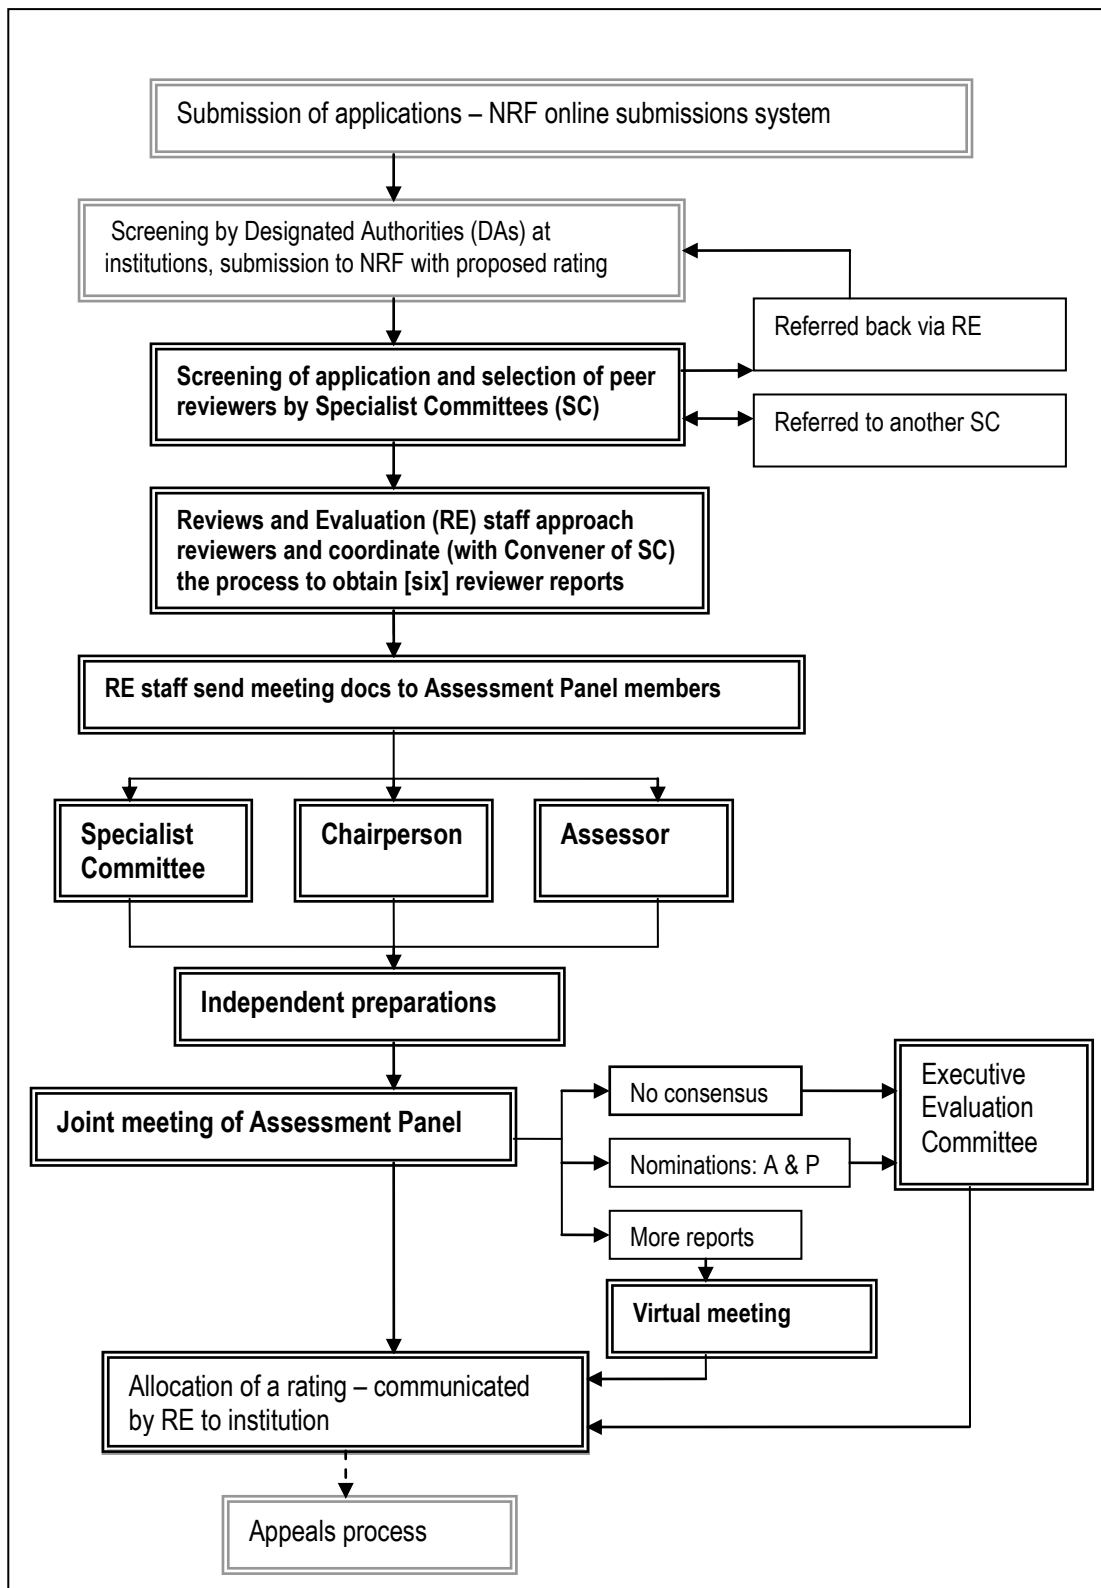 Submission of applications – NRF online submissions system
Screening by Designated Authorities (DAs) at
institutions, submission to NRF with proposed rating
Referred back via RE
Screening of application and selection of peer
reviewers by Specialist Committees (SC)
Referred to another SC
Reviews and Evaluation (RE) staff approach
reviewers and coordinate (with Convener of SC)
the process to obtain [six] reviewer reports
RE staff send meeting docs to Assessment Panel members
Specialist
Committee
Chairperson
Assessor
Independent preparations
Joint meeting of Assessment Panel
No consensus
Nominations: A & P
More reports
Executive
Evaluation
Committee
Virtual meeting
Allocation of a rating – communicated
by RE to institution
Appeals process